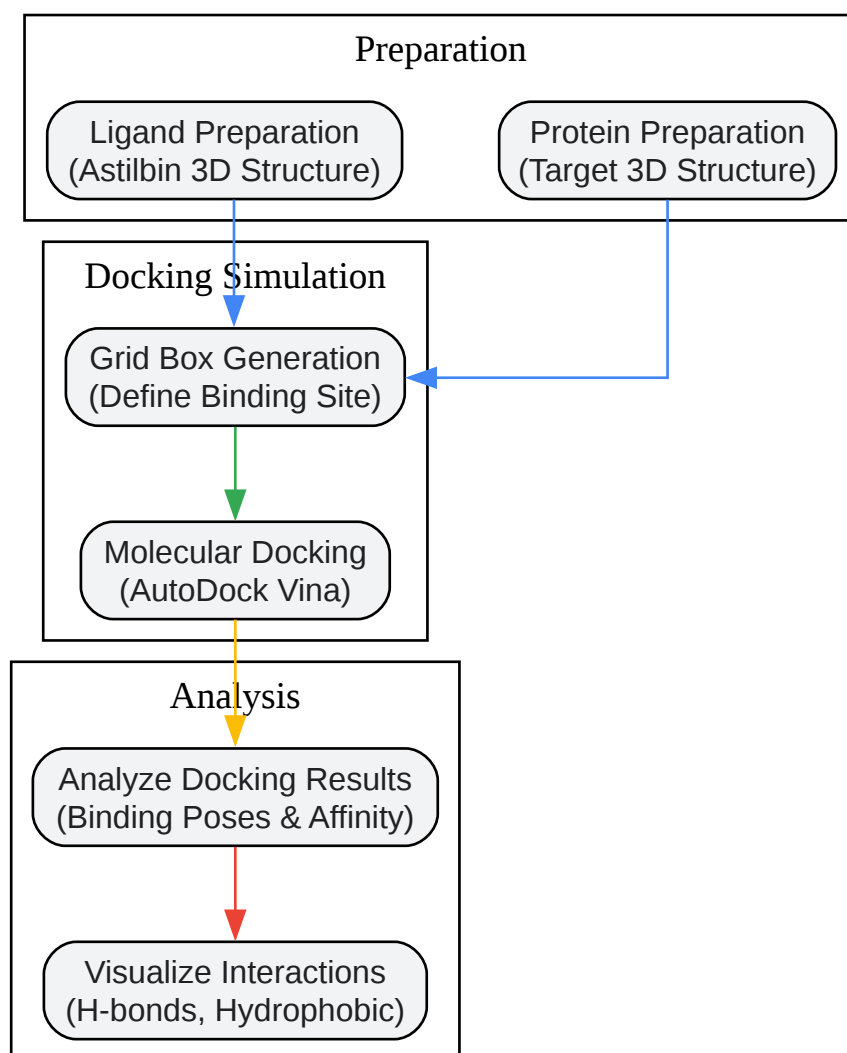 Preparation
Ligand Preparation
(Astilbin 3D Structure)
Protein Preparation
(Target 3D Structure)
Docking Simulation
Grid Box Generation
(Define Binding Site)
Molecular Docking
(AutoDock Vina)
Analysis
Analyze Docking Results
(Binding Poses & Affinity)
Visualize Interactions
(H-bonds, Hydrophobic)